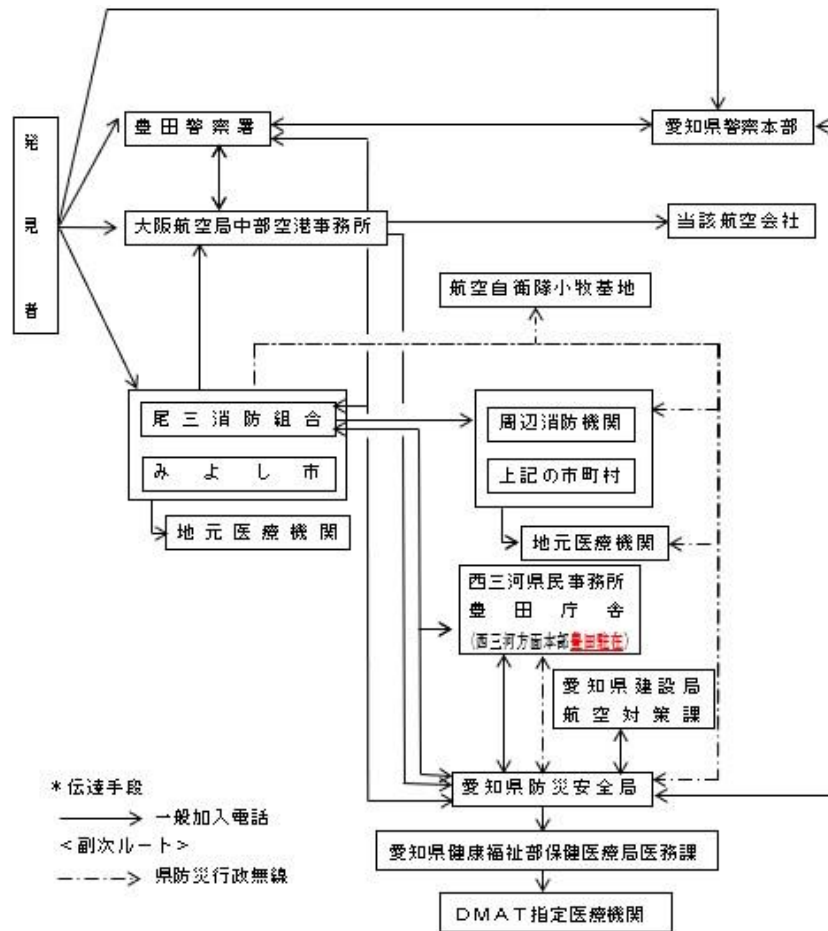 発見者
豊田警察署
愛知県警察本部
大阪航空局中部空港事務所
当該航空会社
航空自衛隊小牧基地
尾三消防組合
周辺消防機関
みよし市
上記の市町村
地元医療機関
地元医療機関
西三河県民事務所
豊田庁舎
(西三河方面本部豊田駐在)
愛知県建設局
航空対策課
愛知県防災安全局
*伝達手段
一般加入電話
<副次ルート>
県防災行政無線
愛知県健康福祉部保健医療局医務課
DMAT指定医療機関